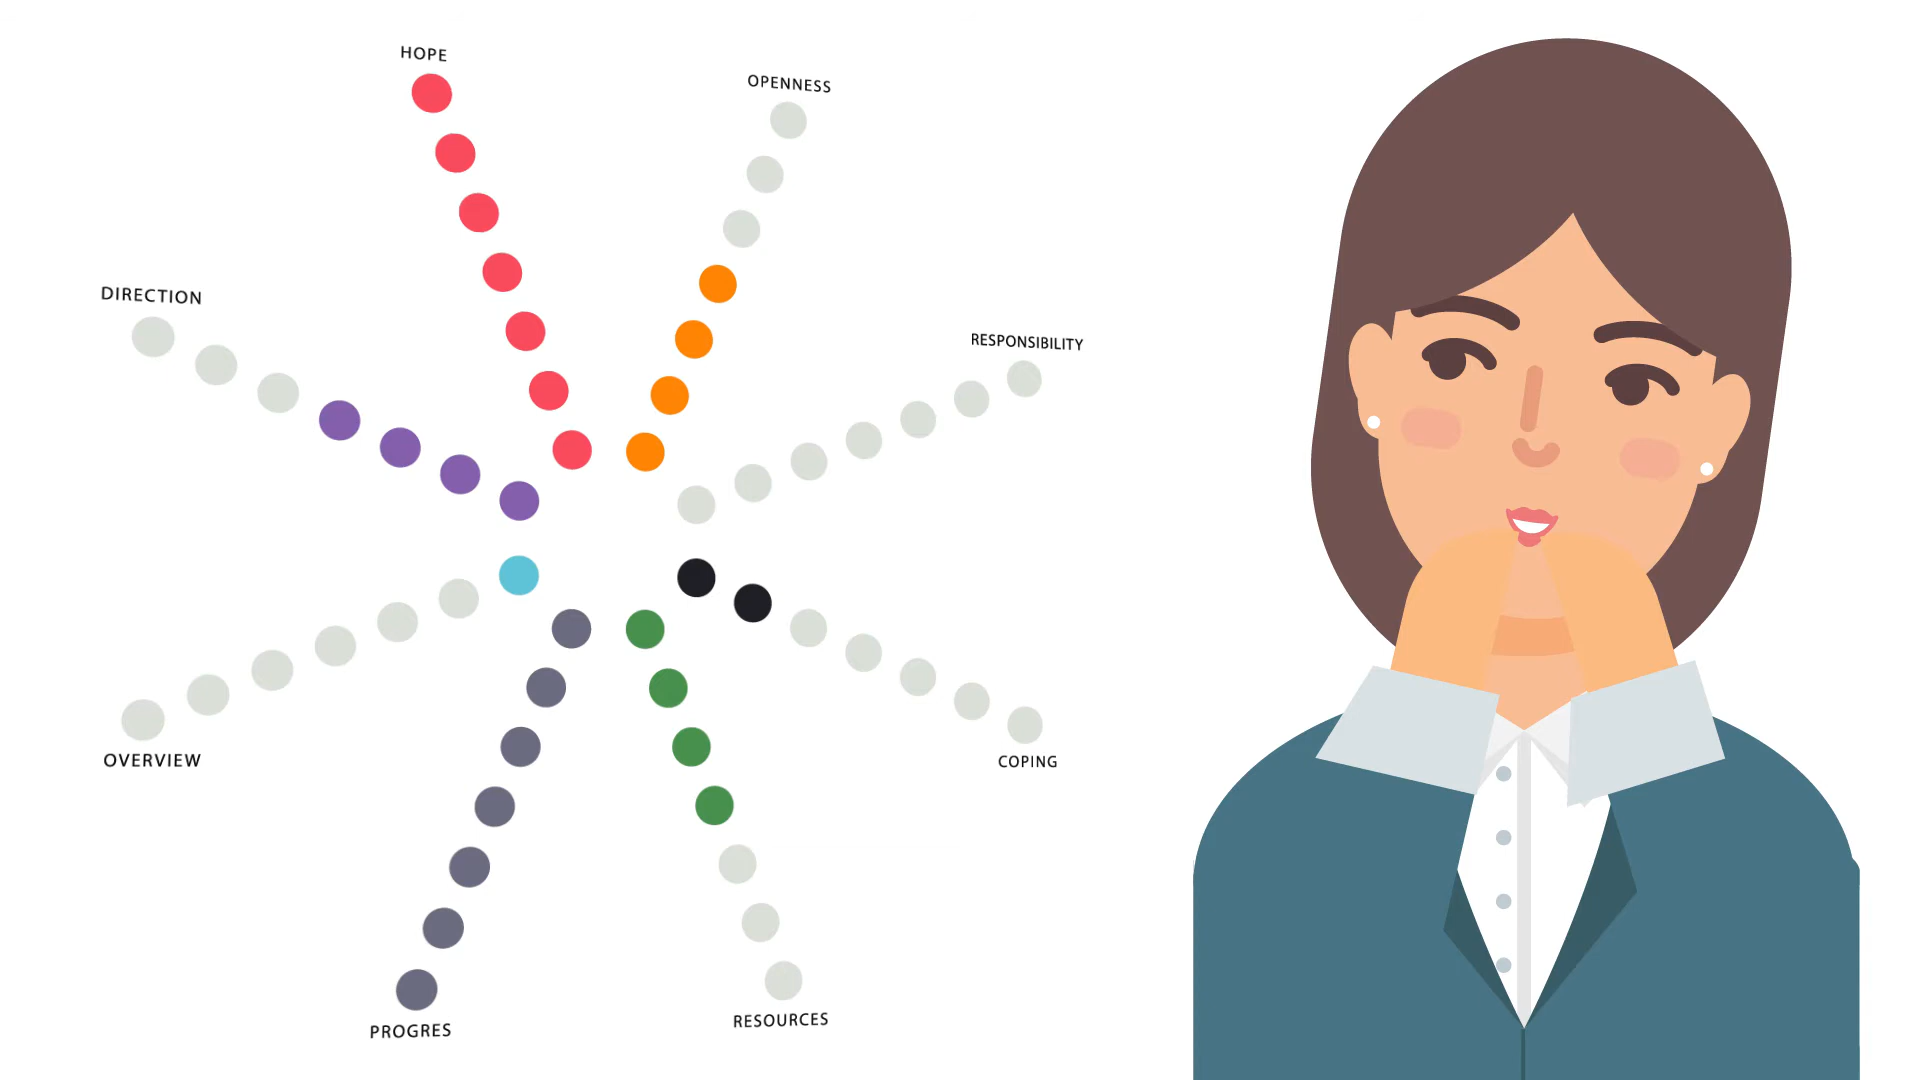 HOPE
OPENNESS
DIRECTION
RESPONSIBILITY
OVERVIEW
COPING
PROGRES
RESOURCES